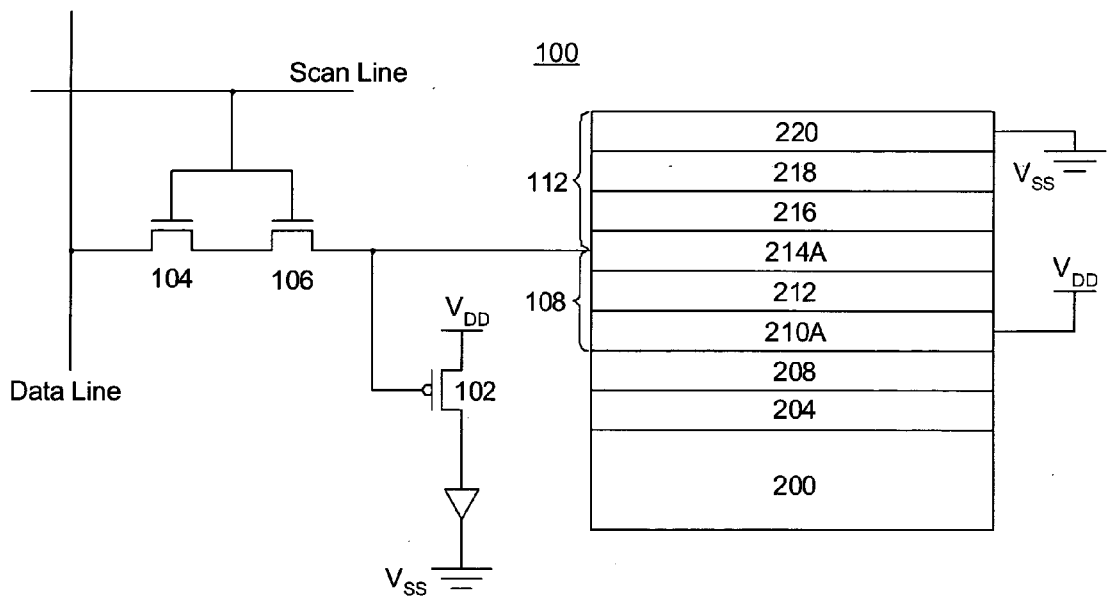 100
Scan Line
220
218
216
214A
212
210A
208
204
200
112
108
V_SS
V_DD
104
106
V_DD
102
Data Line
V_SS